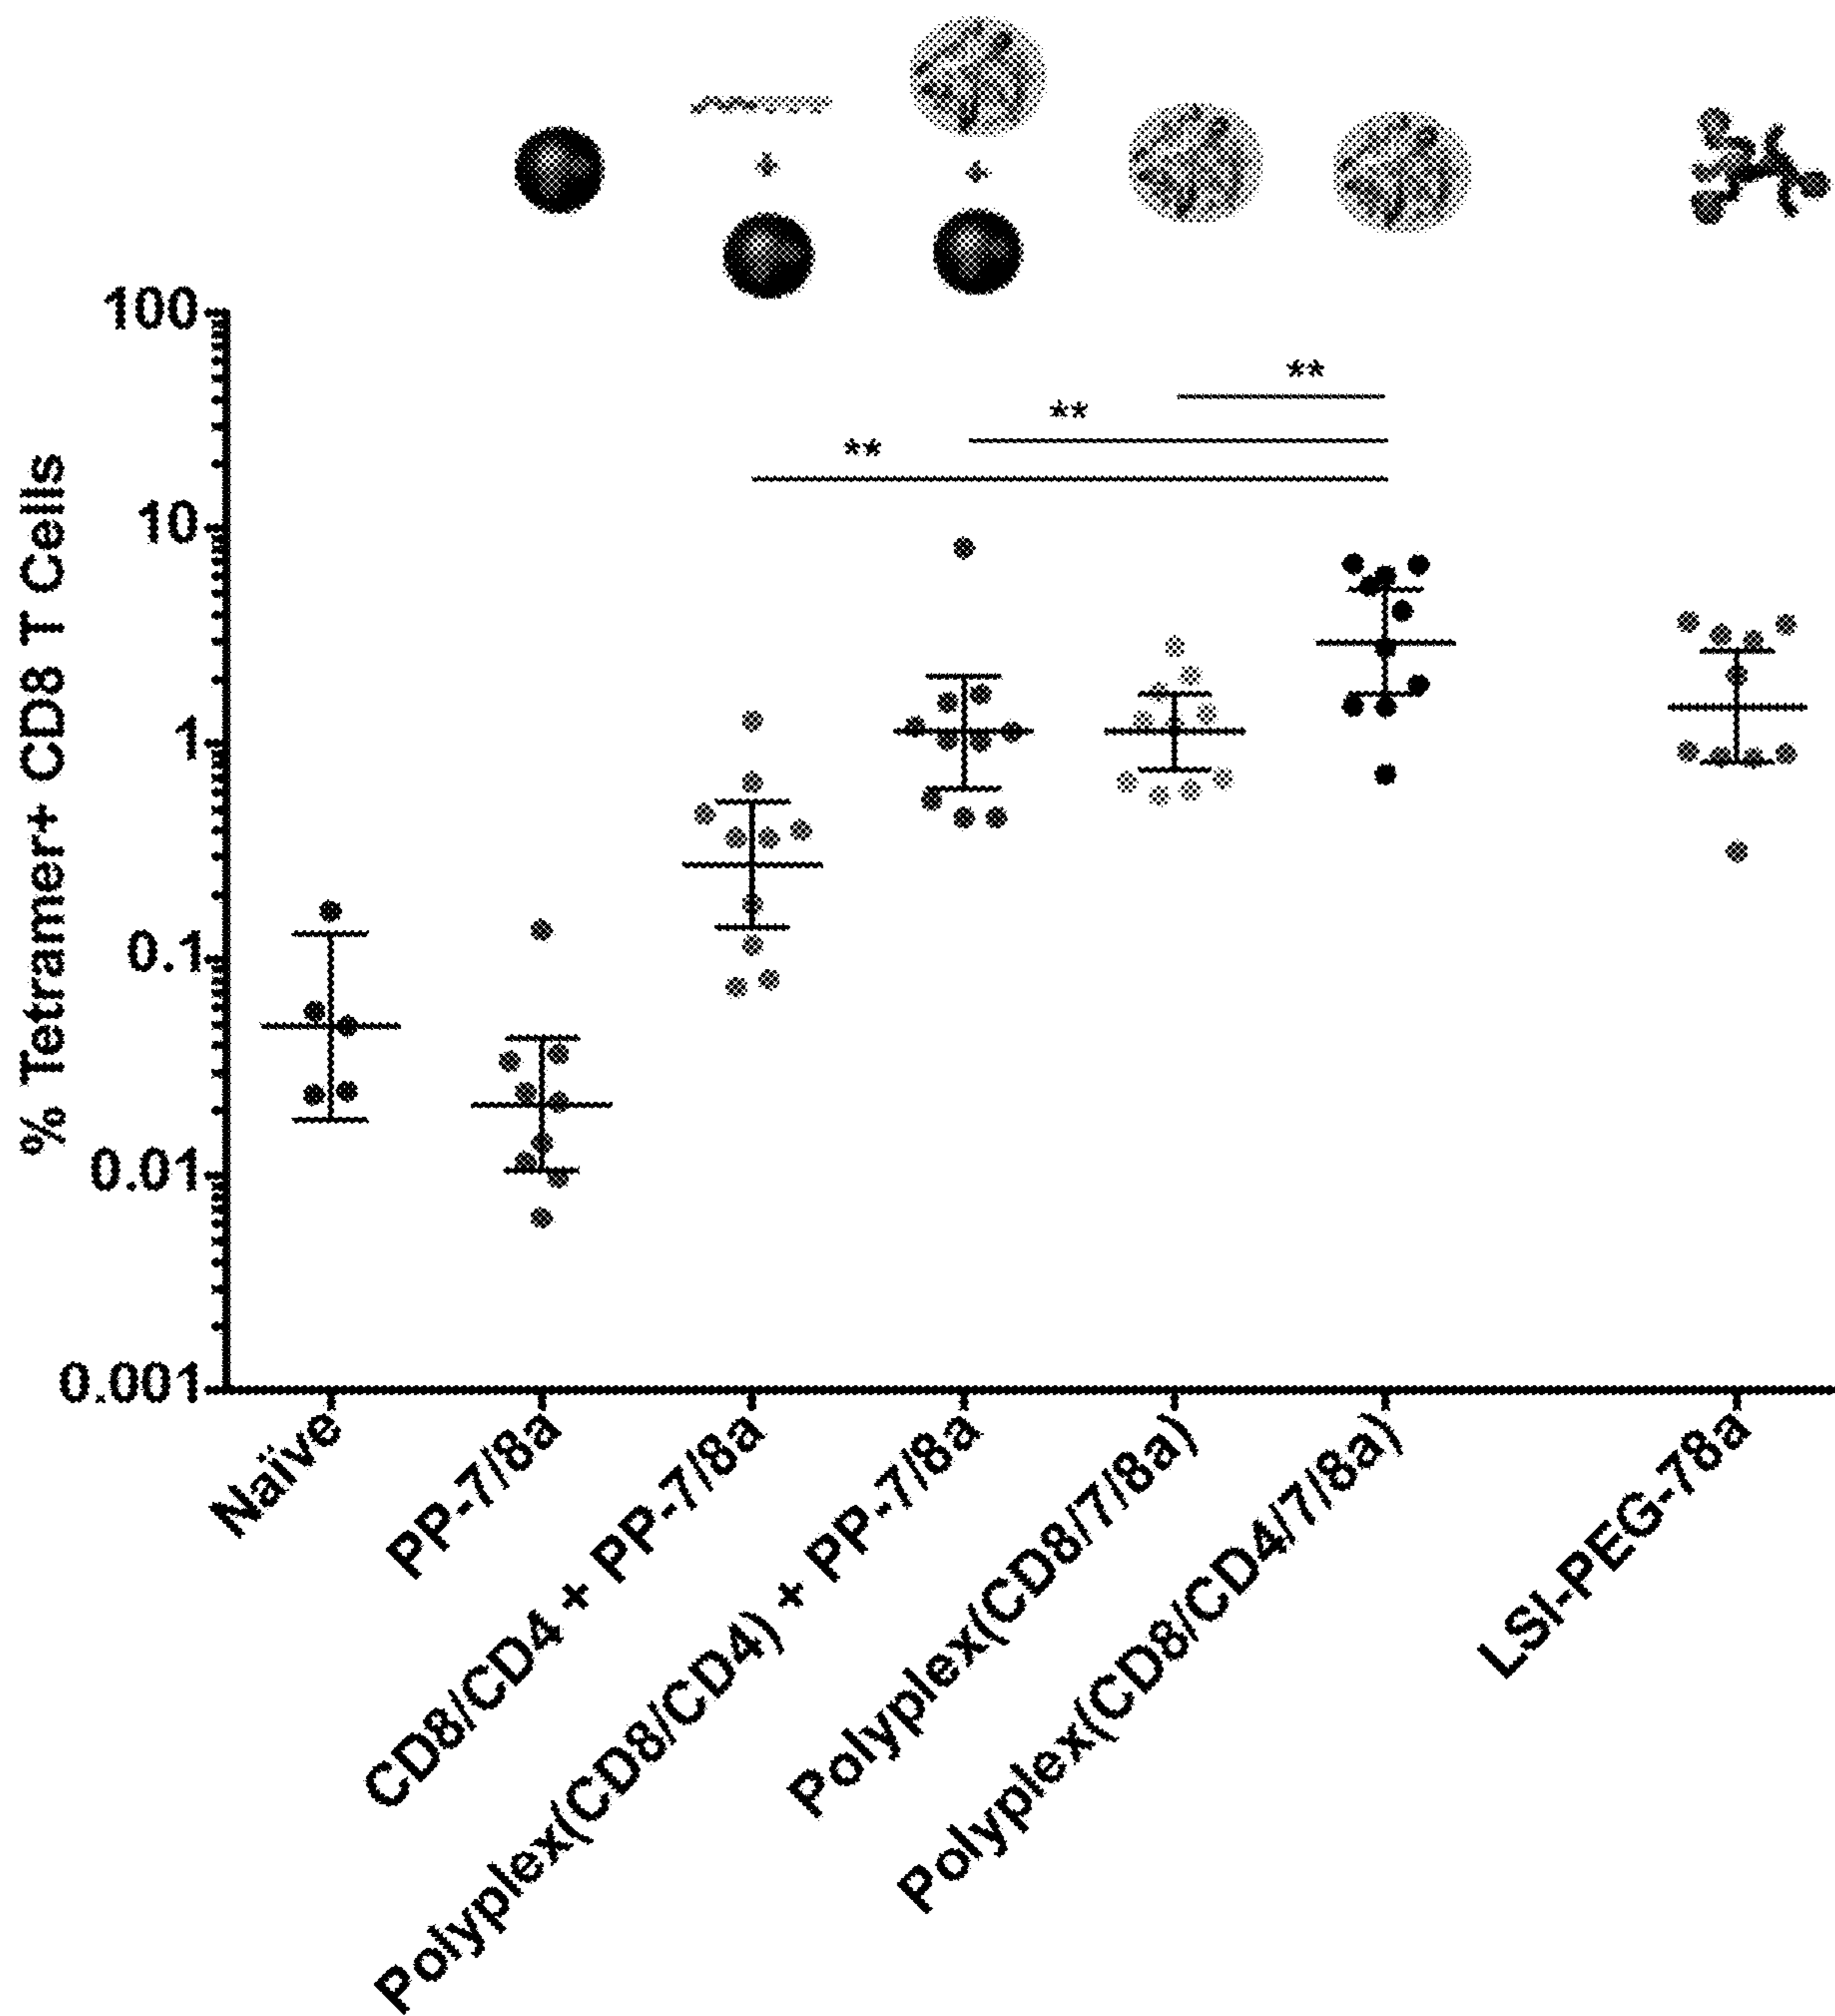 100
**
**
**
10
1
0.1
0.01
0.001
% Tetramer+ CD8 T Cells
Naïve
PP-7/8a
CD8/CD4 + PP-7/8a
Polyplex(CD8/CD4) + PP-7/8a
Polyplex(CD8/7/8a)
Polyplex(CD8/CD4/7/8a)
LSI-PEG-78a